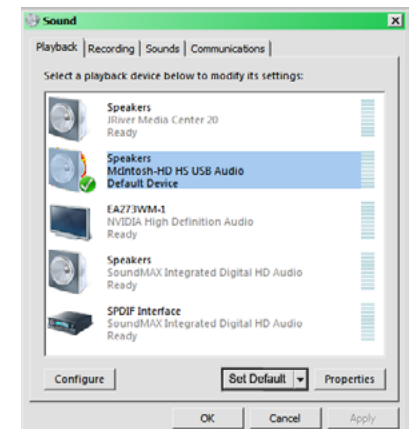 Sound
Playback Recording Sounds Communications
Select a playback device below to modify its settings:
Speakers
JRiver Media Center 20
Ready
Speakers
McIntosh-HD HS USB Audio
Default Device
EA273WM-1
NVIDIA High Definition Audio
Ready
Speakers
SoundMAX Integrated Digital HD Audio
Ready
SPDIF Interface
SoundMAX Integrated Digital HD Audio
Ready
Configure Set Default Properties
OK Cancel Apply